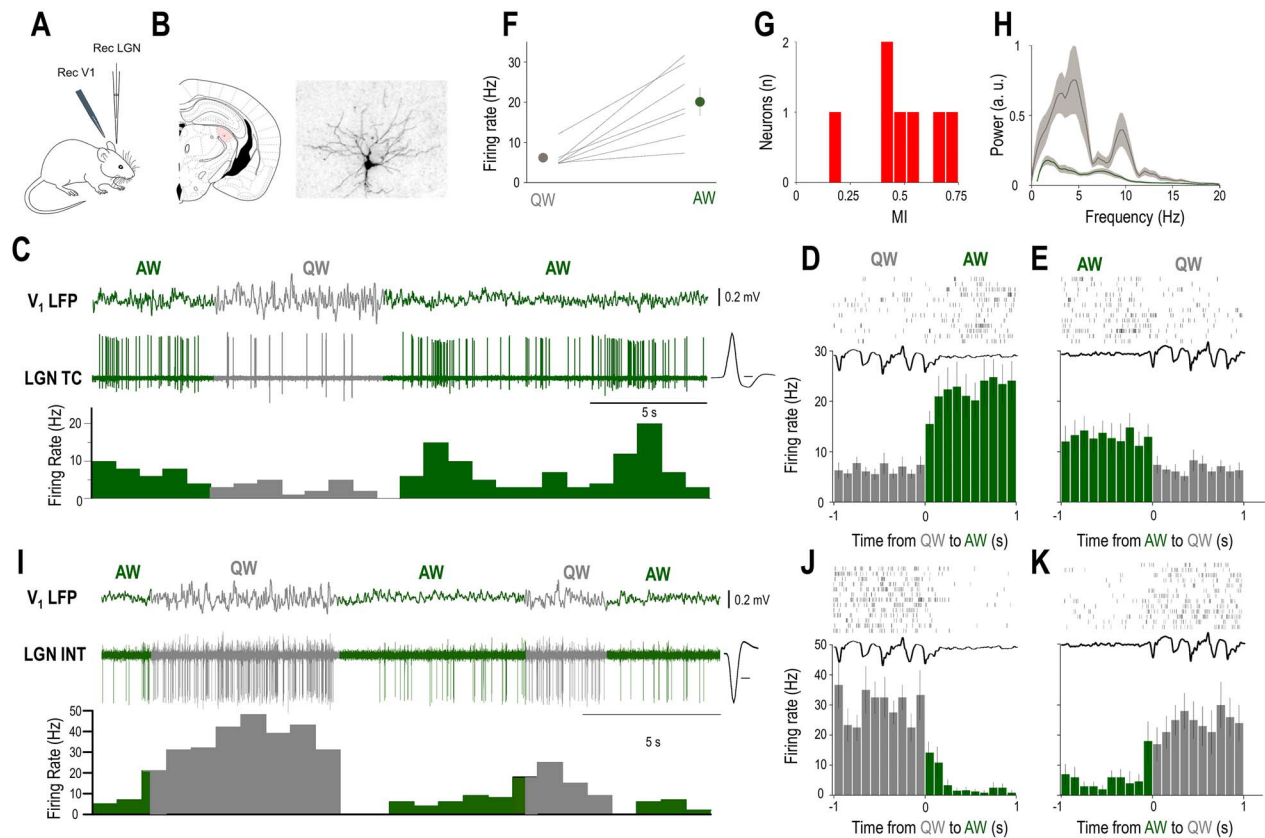 A
Rec LGN
Rec V1
B
F
Firing rate (Hz)
30
20
10
0
QW
AW
G
Neurons (n)
2
1
0
0
0.25
0.5
0.75
MI
H
Power (a. u.)
1
0.5
0
0
5
10
15
20
Frequency (Hz)
C
AW
QW
AW
V1 LFP
0.2 mV
LGN TC
5 s
Firing Rate (Hz)
20
10
0
D
QW
AW
Firing rate (Hz)
30
20
10
0
-1
0
1
Time from QW to AW (s)
E
AW
QW
-1
0
1
Time from AW to QW (s)
I
AW
QW
AW
QW
AW
V1 LFP
0.2 mV
LGN INT
5 s
Firing Rate (Hz)
50
40
30
20
10
0
J
Firing rate (Hz)
50
40
30
20
10
0
-1
0
1
Time from QW to AW (s)
K
-1
0
1
Time from AW to QW (s)